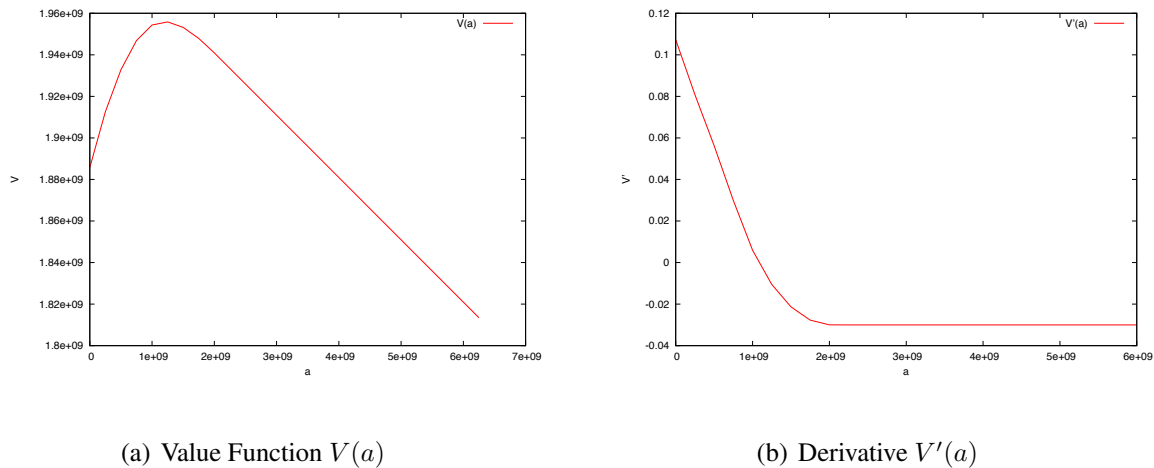 1.96e+09
V(a)
1.94e+09
1.92e+09
1.9e+09
V
1.88e+09
1.86e+09
1.84e+09
1.82e+09
1.8e+09
0 1e+09 2e+09 3e+09 4e+09 5e+09 6e+09 7e+09
a
(a) Value Function V(a)
0.12
V'(a)
0.1
0.08
0.06
0.04
V'
0.02
0
-0.02
-0.04
0 1e+09 2e+09 3e+09 4e+09 5e+09 6e+09
a
(b) Derivative V′(a)